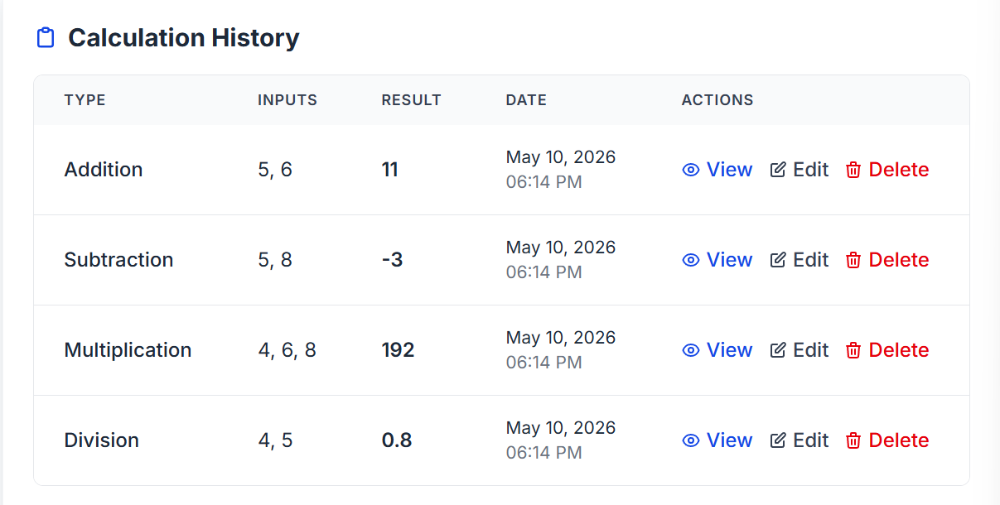 Calculation History
TYPE INPUTS RESULT DATE ACTIONS
Addition 5, 6 11 May 10, 2026 06:14 PM View Edit Delete
Subtraction 5, 8 -3 May 10, 2026 06:14 PM View Edit Delete
Multiplication 4, 6, 8 192 May 10, 2026 06:14 PM View Edit Delete
Division 4, 5 0.8 May 10, 2026 06:14 PM View Edit Delete